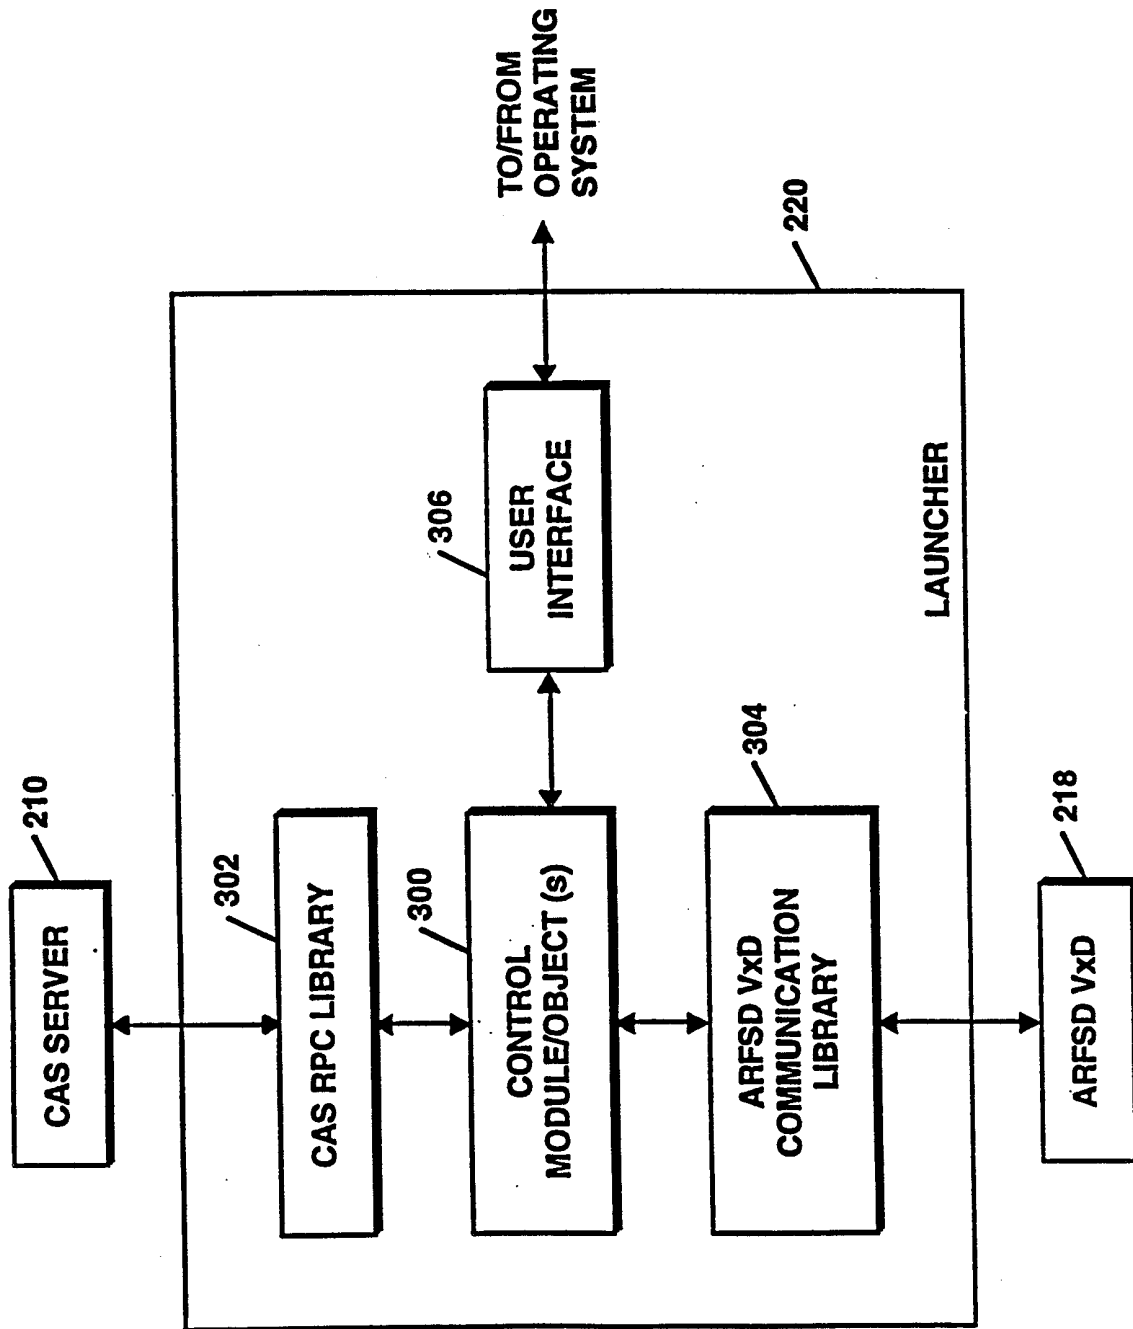 210
CAS SERVER
302
CAS RPC LIBRARY
300
CONTROL
MODULE/OBJECT (s)
304
ARFSD VxD
COMMUNICATION
LIBRARY
218
ARFSD VxD
306
USER
INTERFACE
LAUNCHER
220
TO/FROM
OPERATING
SYSTEM